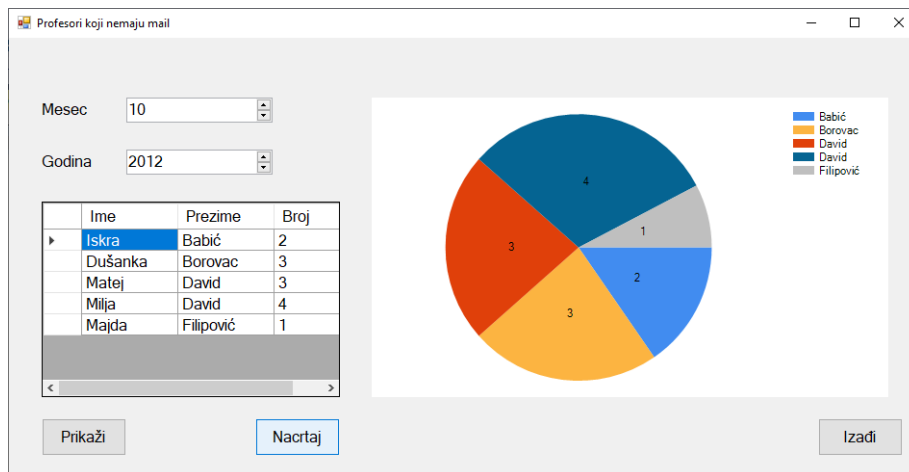 Profesori koji nemaju mail
Mesec 10
Godina 2012
Ime Prezime Broj
Iskra Babić 2
Dušanka Borovac 3
Matej David 3
Milja David 4
Majda Filipović 1
Prikaži
Nacrtaj
4
3
1
2
3
Babić
Borovac
David
David
Filipović
Izađi